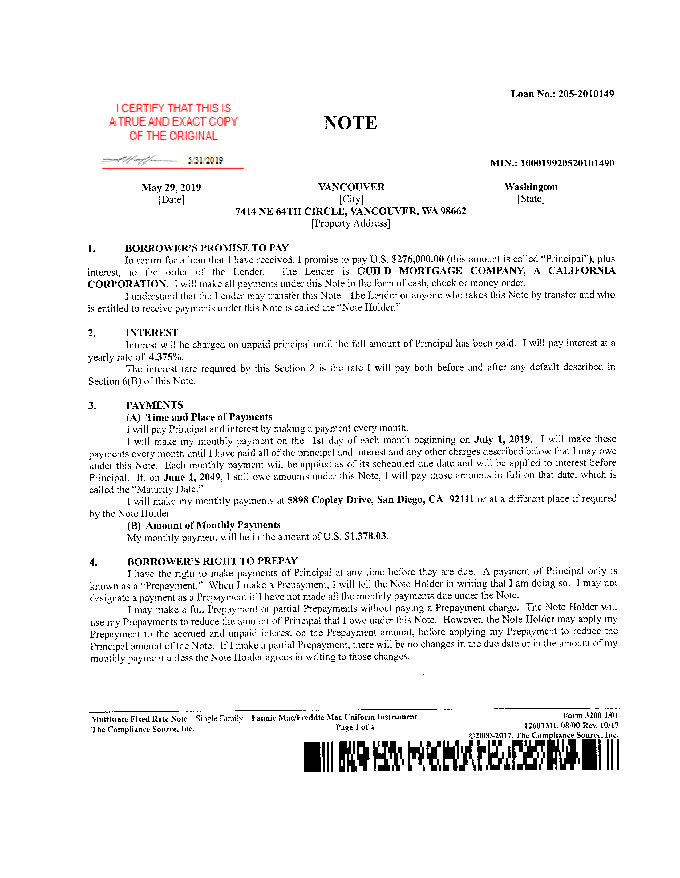 Loan No.: 205-2010149
I CERTIFY THAT THIS IS
A TRUE AND EXACT COPY
OF THE ORIGINAL
NOTE
5/31/2019
MIN.: 100019920520101490
May 29, 2019 VANCOUVER Washington
[Date] [City] [State]
7414 NE 64TH CIRCLE, VANCOUVER, WA 98662
[Property Address]
1. BORROWER'S PROMISE TO PAY
In return for a loan that I have received, I promise to pay U.S. $276,000.00 (this amount is called "Principal"), plus
interest, to the order of the Lender. The Lender is GUILD MORTGAGE COMPANY, A CALIFORNIA
CORPORATION. I will make all payments under this Note in the form of cash, check or money order.
I understand that the Lender may transfer this Note. The Lender or anyone who takes this Note by transfer and who
is entitled to receive payments under this Note is called the "Note Holder."
2. INTEREST
Interest will be charged on unpaid principal until the full amount of Principal has been paid. I will pay interest at a
yearly rate of 4.375%.
The interest rate required by this Section 2 is the rate I will pay both before and after any default described in
Section 6(B) of this Note.
3. PAYMENTS
(A) Time and Place of Payments
I will pay Principal and interest by making a payment every month.
I will make my monthly payment on the 1st day of each month beginning on July 1, 2019. I will make these
payments every month until I have paid all of the principal and interest and any other charges described below that I may owe
under this Note. Each monthly payment will be applied as of its scheduled due date and will be applied to interest before
Principal. If, on June 1, 2049, I still owe amounts under this Note, I will pay those amounts in full on that date, which is
called the "Maturity Date."
I will make my monthly payments at 5898 Copley Drive, San Diego, CA 92111 or at a different place if required
by the Note Holder
(B) Amount of Monthly Payments
My monthly payment will be in the amount of U.S. $1,378.03.
4. BORROWER'S RIGHT TO PREPAY
I have the right to make payments of Principal at any time before they are due. A payment of Principal only is
known as a "Prepayment." When I make a Prepayment, I will tell the Note Holder in writing that I am doing so. I may not
designate a payment as a Prepayment if I have not made all the monthly payments due under the Note.
I may make a full Prepayment or partial Prepayments without paying a Prepayment charge. The Note Holder will
use my Prepayments to reduce the amount of Principal that I owe under this Note. However, the Note Holder may apply my
Prepayment to the accrued and unpaid interest on the Prepayment amount, before applying my Prepayment to reduce the
Principal amount of the Note. If I make a partial Prepayment, there will be no changes in the due date or in the amount of my
monthly payment unless the Note Holder agrees in writing to those changes.
Multistate Fixed Rate Note Single Family Fannie Mae/Freddie Mac Uniform Instrument Form 3200 1/01
The Compliance Source, Inc. Page 1 of 4 08/00 Rev. 10/17
©2000-2017, The Compliance Source, Inc.